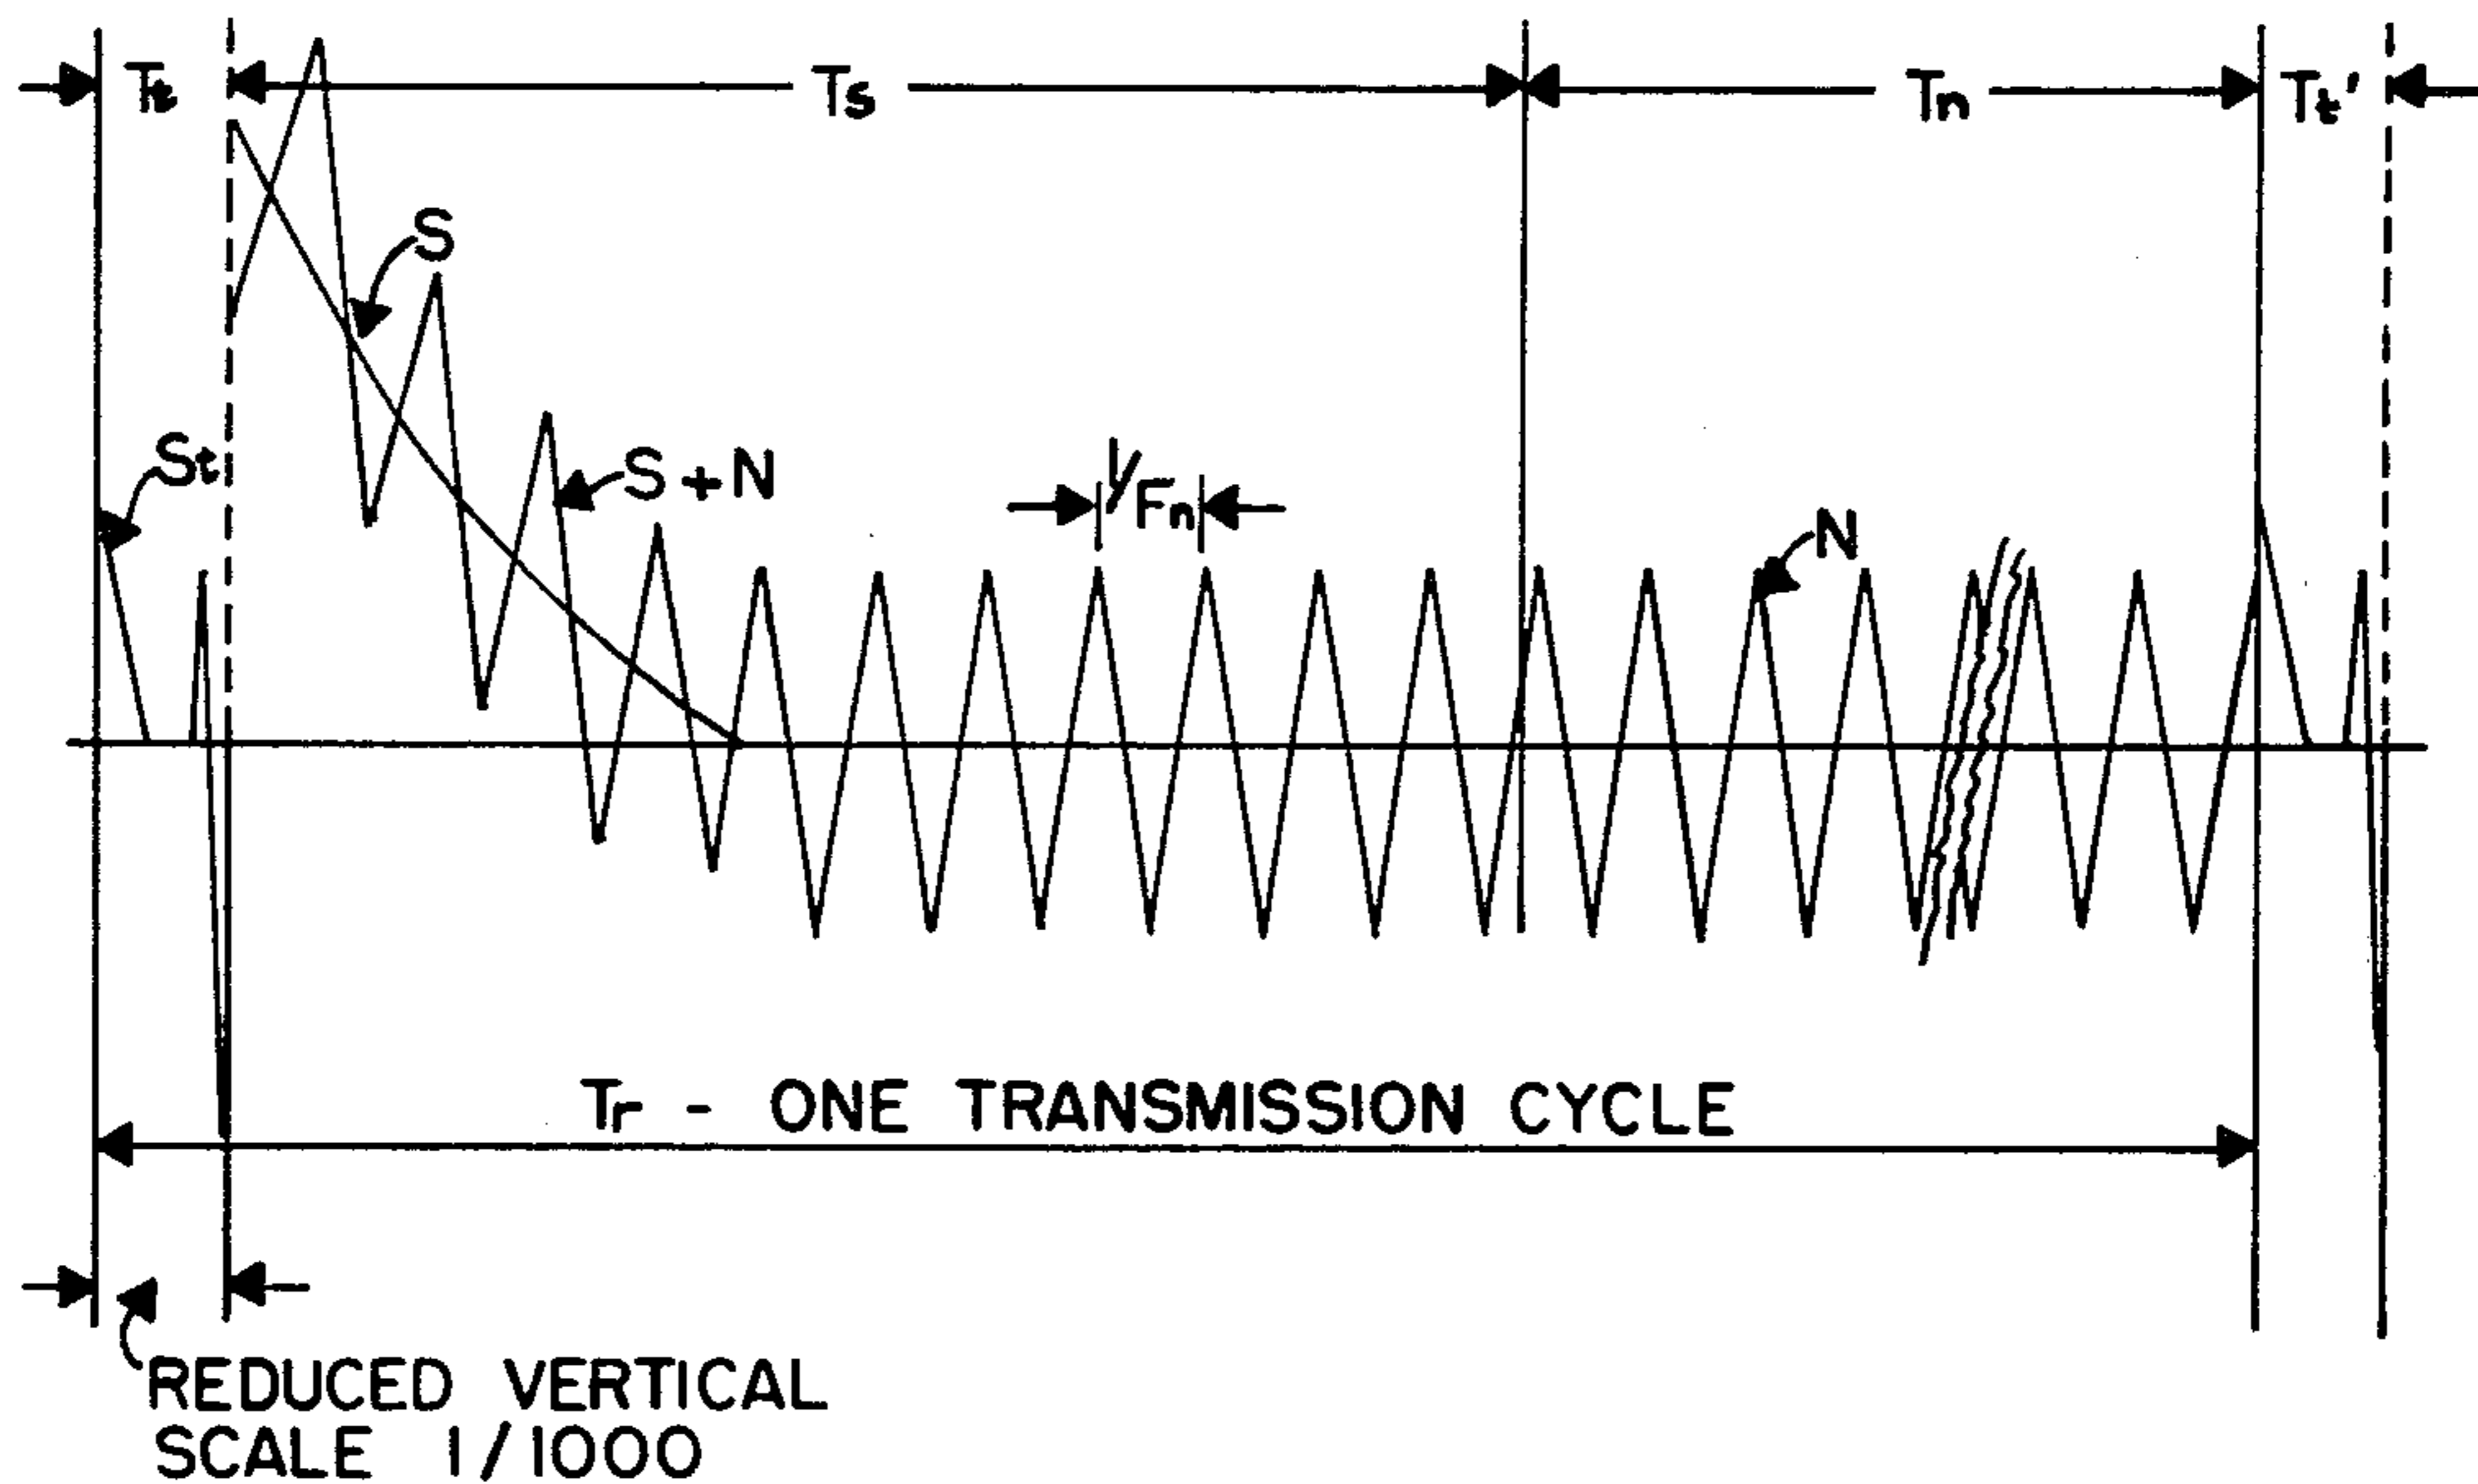 Tt
Ts
Tn
Tt'
S
St
S+N
1/Fn
N
Tr - ONE TRANSMISSION CYCLE
REDUCED VERTICAL
SCALE 1/1000